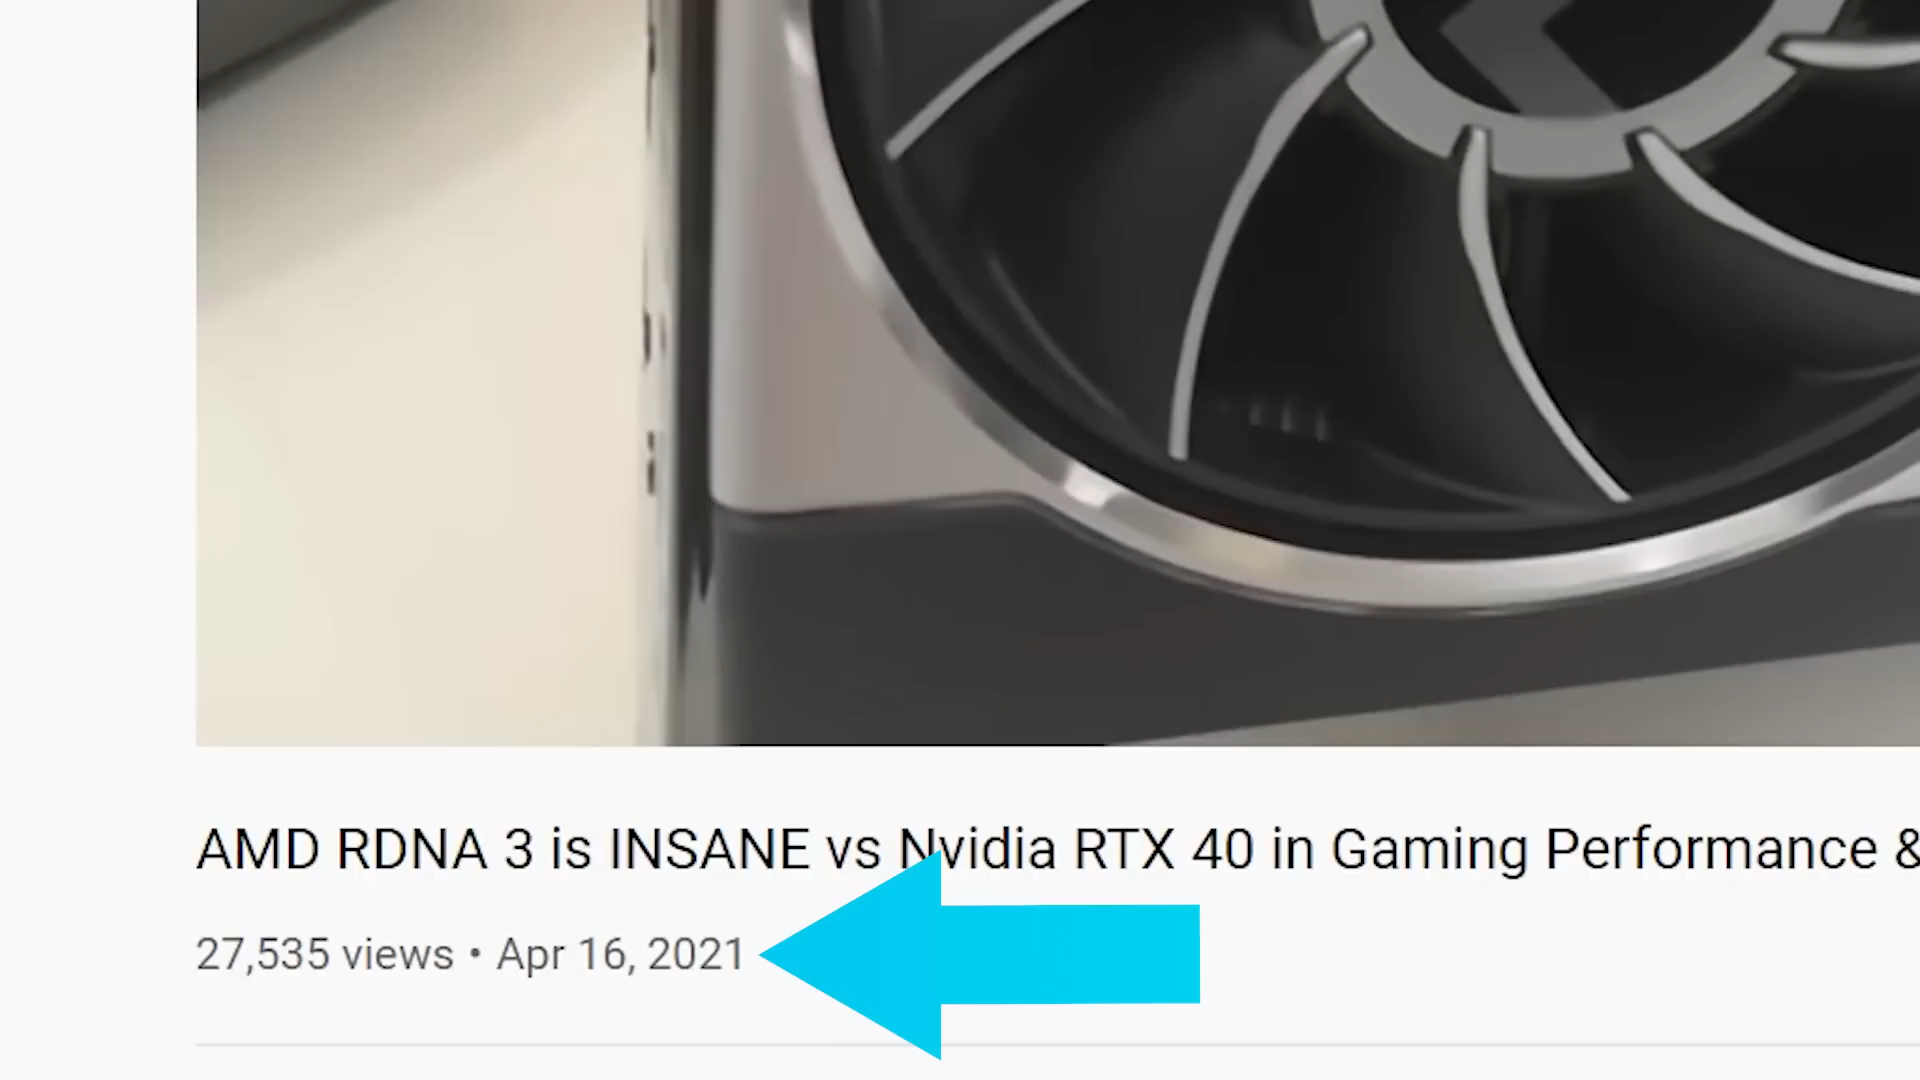 AMD RDNA 3 is INSANE vs Nvidia RTX 40 in Gaming Performance &
27,535 views • Apr 16, 2021